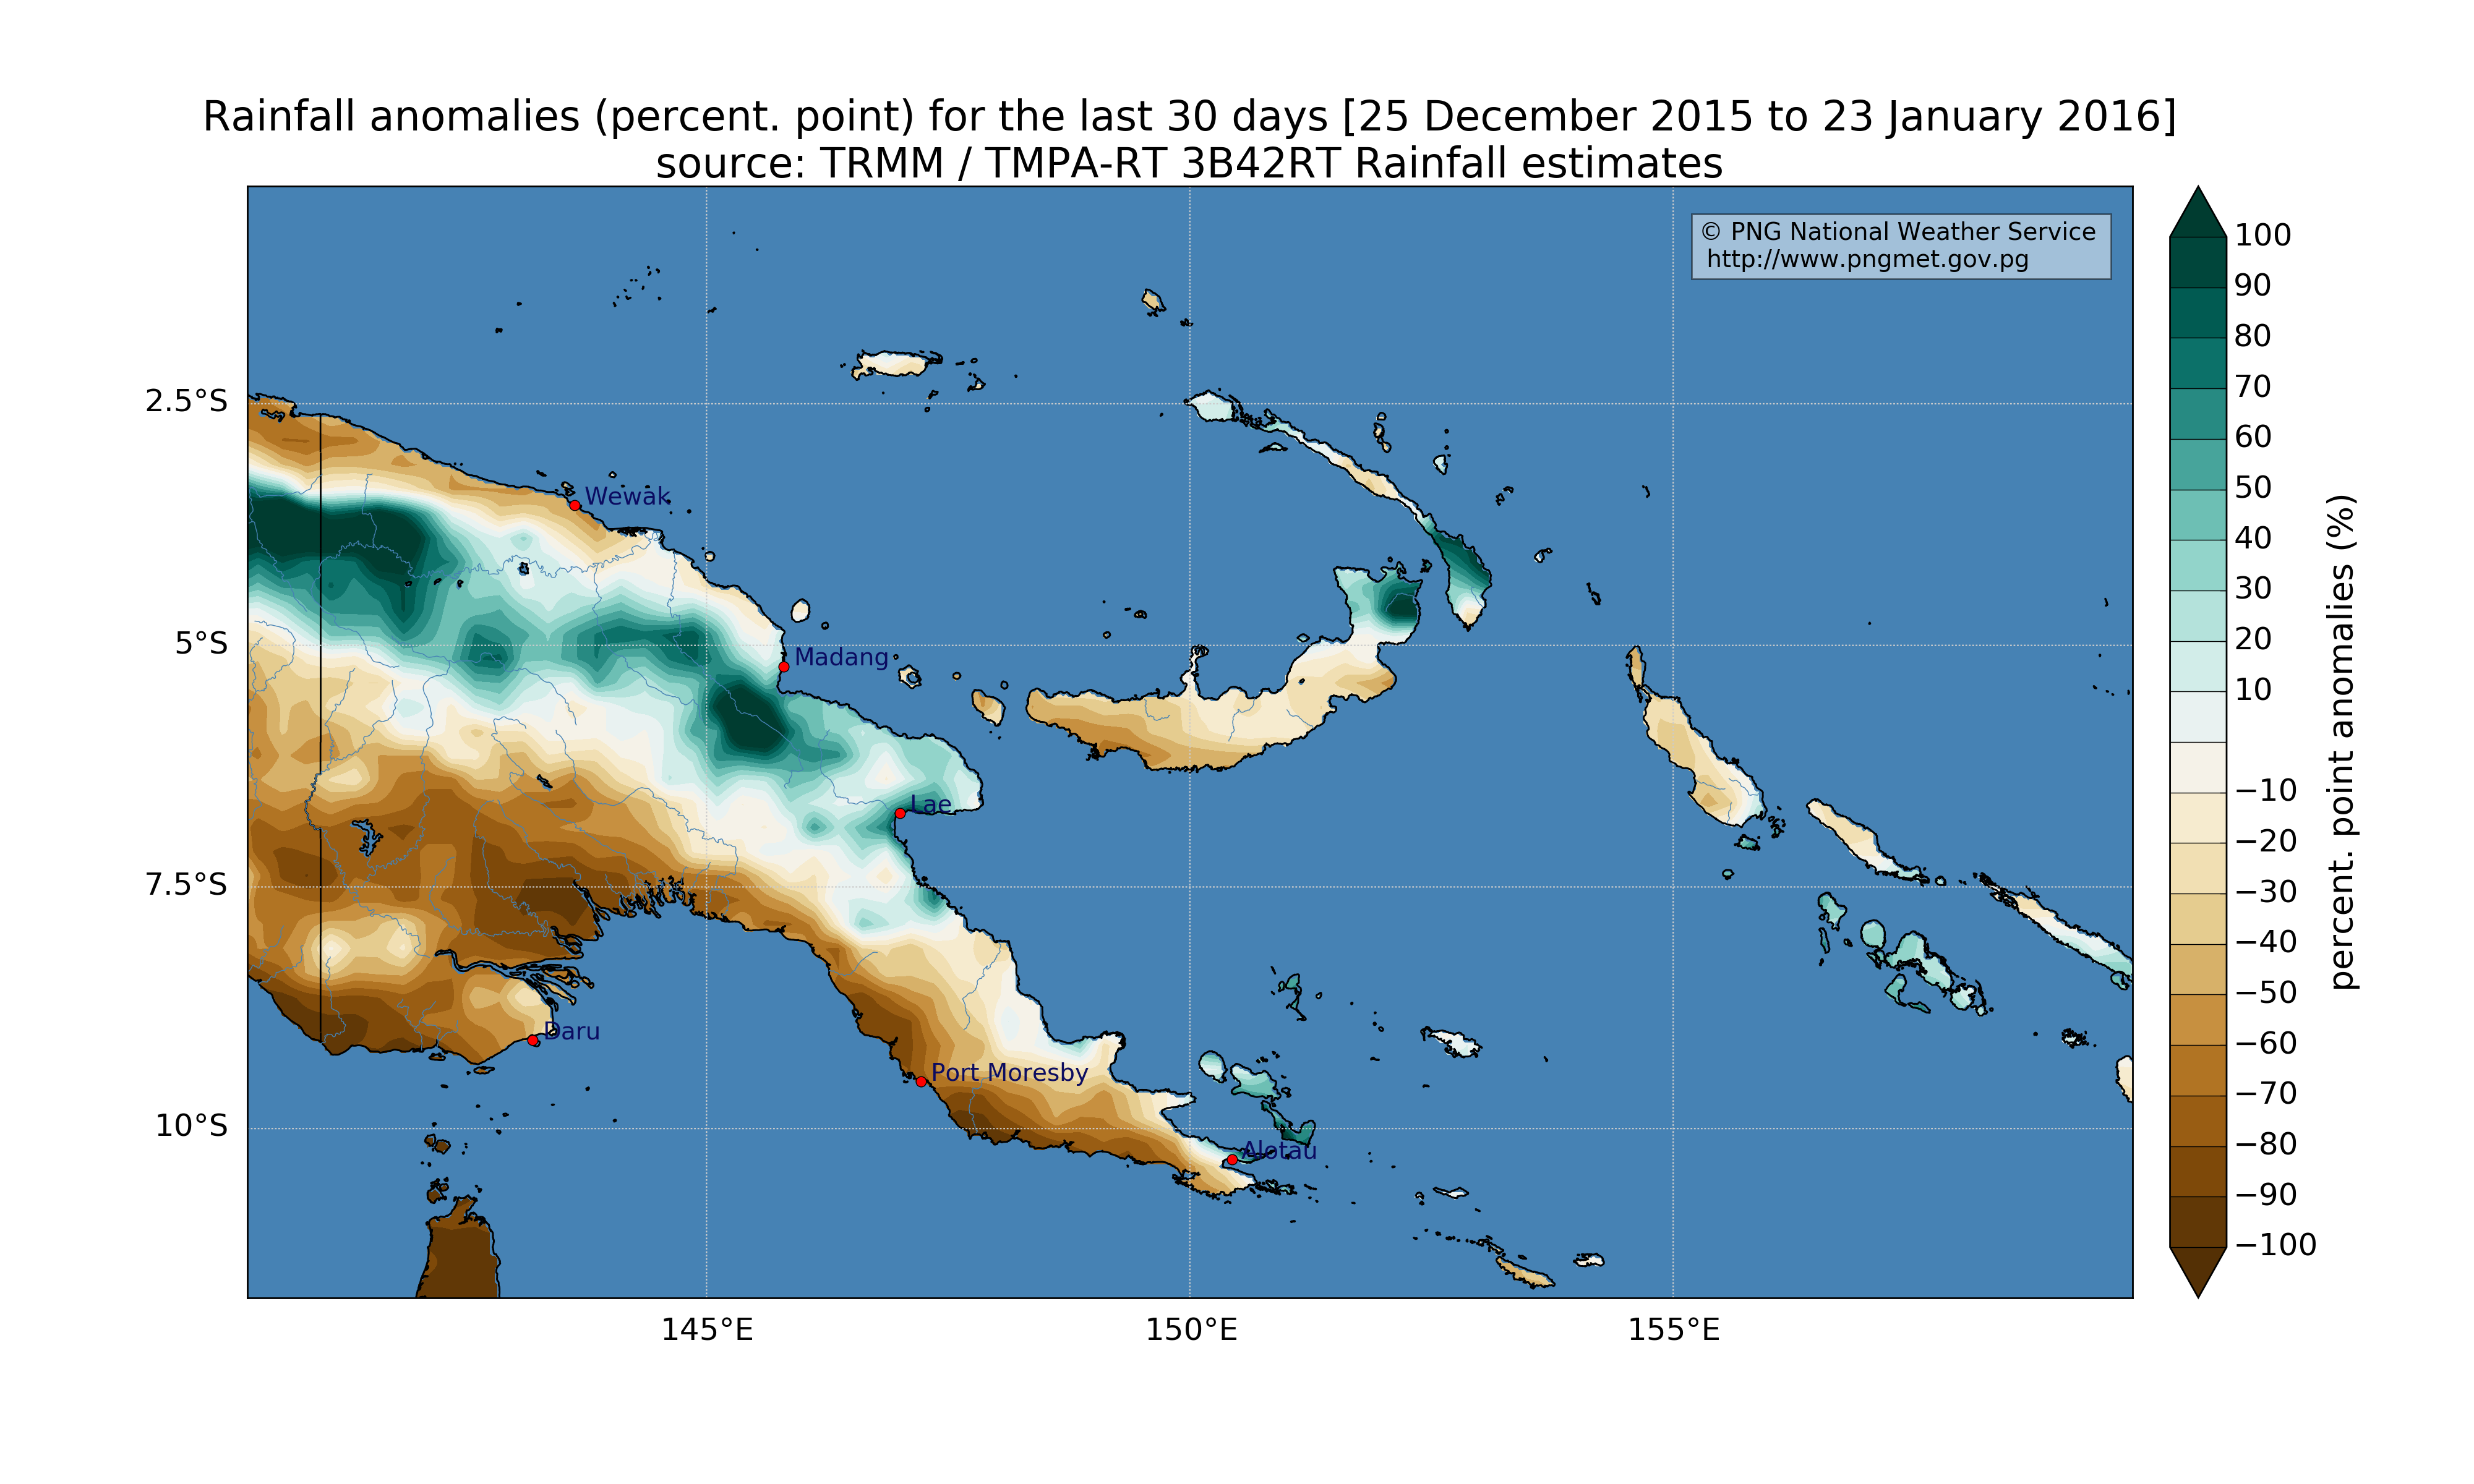 Rainfall anomalies (percent. point) for the last 30 days [25 December 2015 to 23 January 2016]
source: TRMM / TMPA-RT 3B42RT Rainfall estimates
© PNG National Weather Service
http://www.pngmet.gov.pg
2.5°S
5°S
7.5°S
10°S
145°E
150°E
155°E
Wewak
Madang
Lae
Daru
Port Moresby
Alotau
100
90
80
70
60
50
40
30
20
10
−10
−20
−30
−40
−50
−60
−70
−80
−90
−100
percent. point anomalies (%)